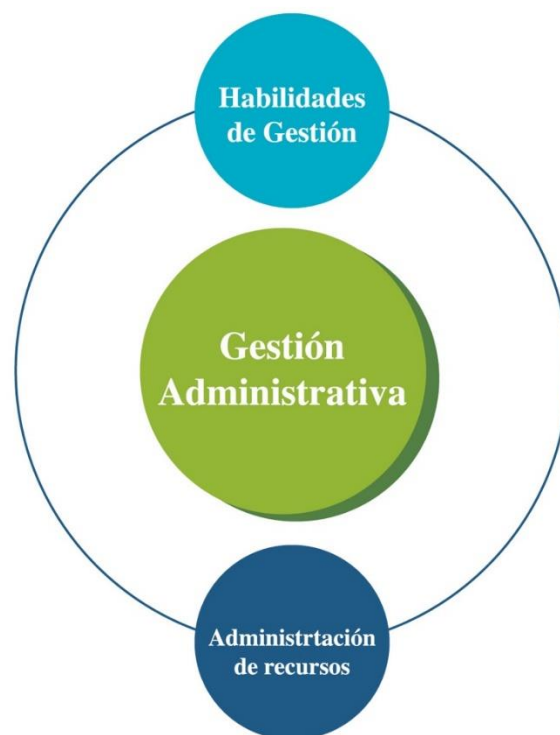 Habilidades
de Gestión
Gestión
Administrativa
Administrtación
de recursos